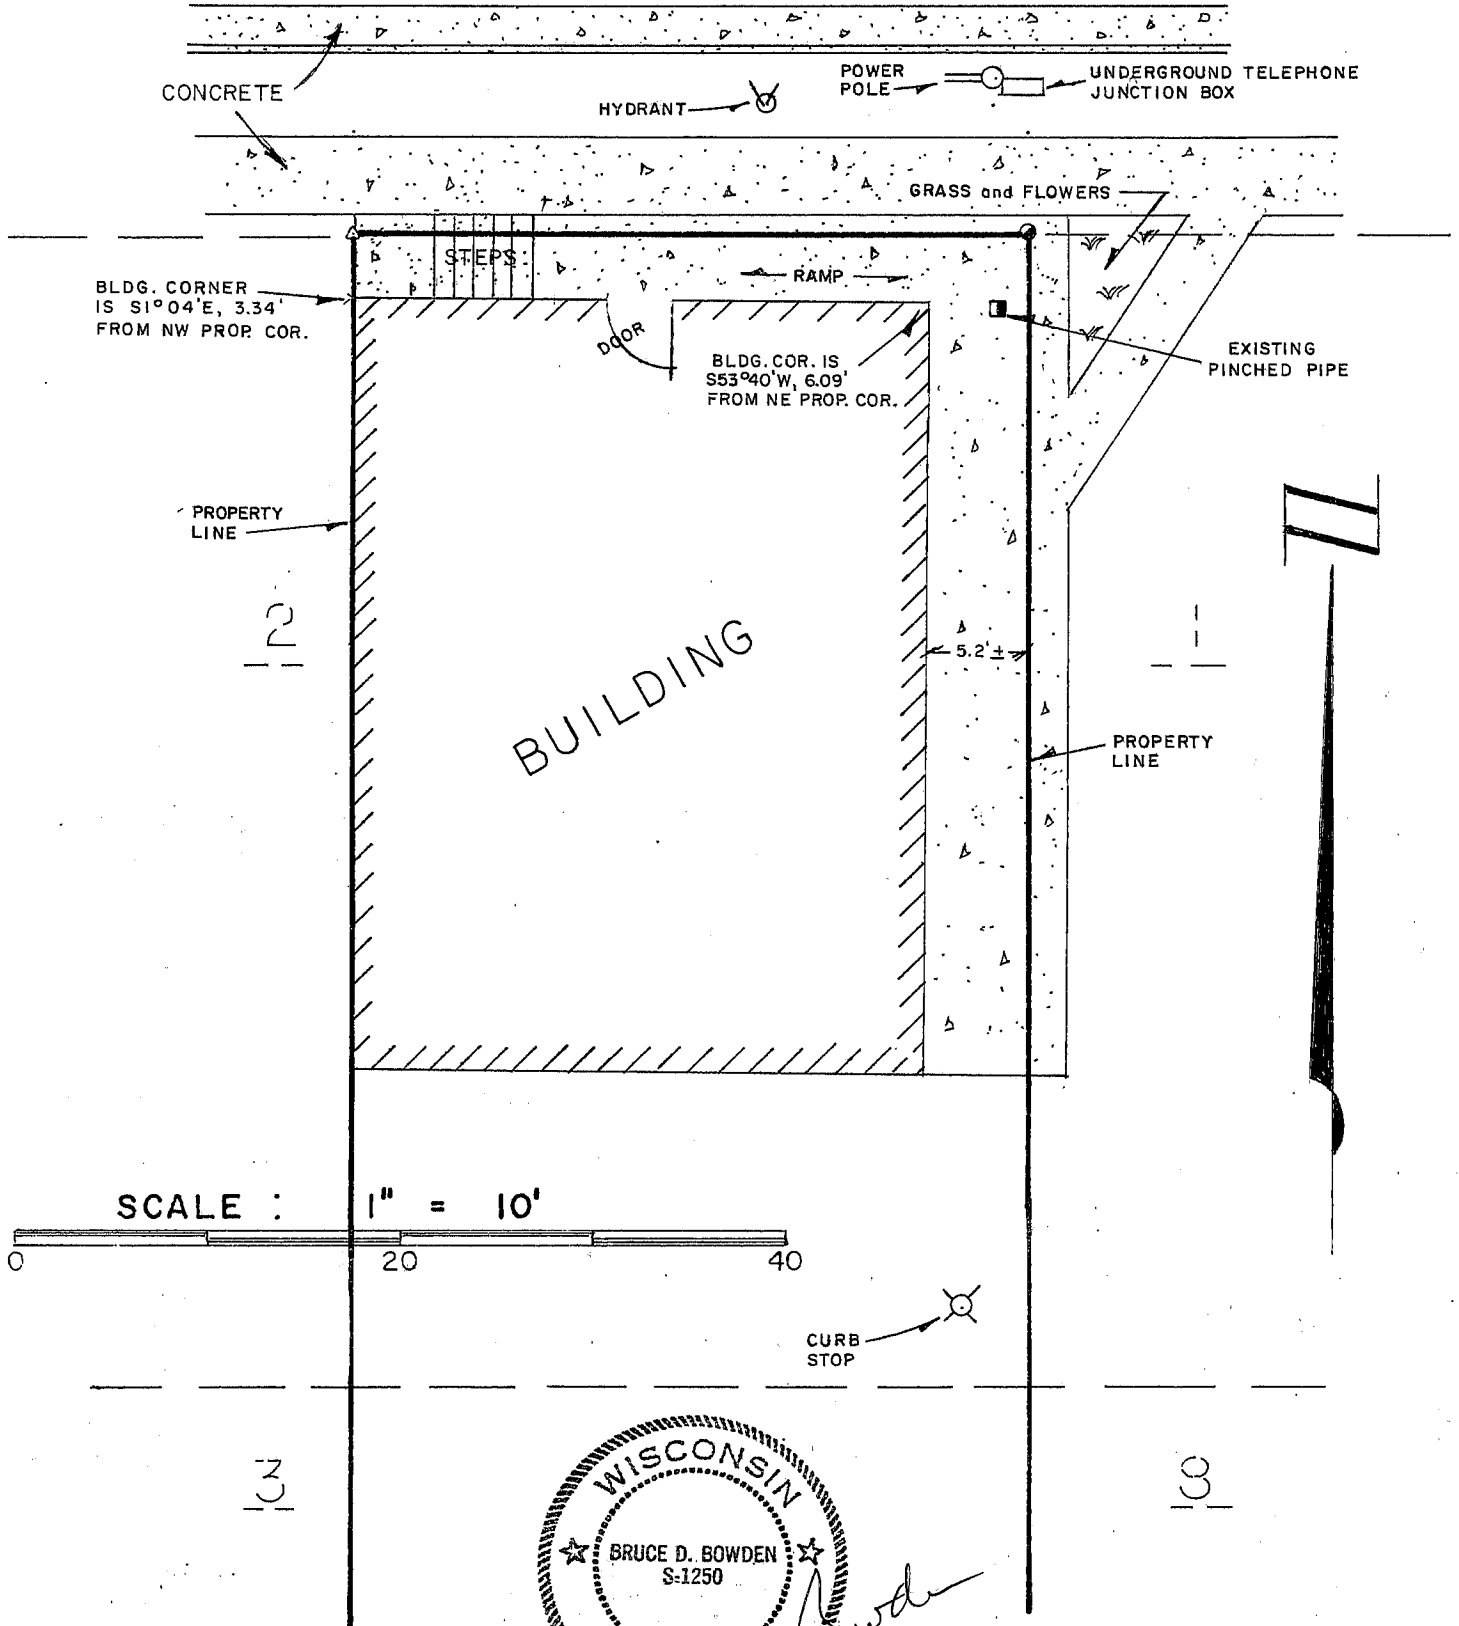 CONCRETE
HYDRANT
POWER
POLE
UNDERGROUND TELEPHONE
JUNCTION BOX
GRASS and FLOWERS
STEPS
RAMP
BLDG. CORNER
IS S1°04'E, 3.34'
FROM NW PROP. COR.
DOOR
BLDG. COR. IS
S53°40'W, 6.09'
FROM NE PROP. COR.
EXISTING
PINCHED PIPE
PROPERTY
LINE
N
2
1
5.2'±
BUILDING
PROPERTY
LINE
SCALE : 1" = 10'
0 20 40
CURB
STOP
3
8
WISCONSIN
BRUCE D. BOWDEN
S-1250